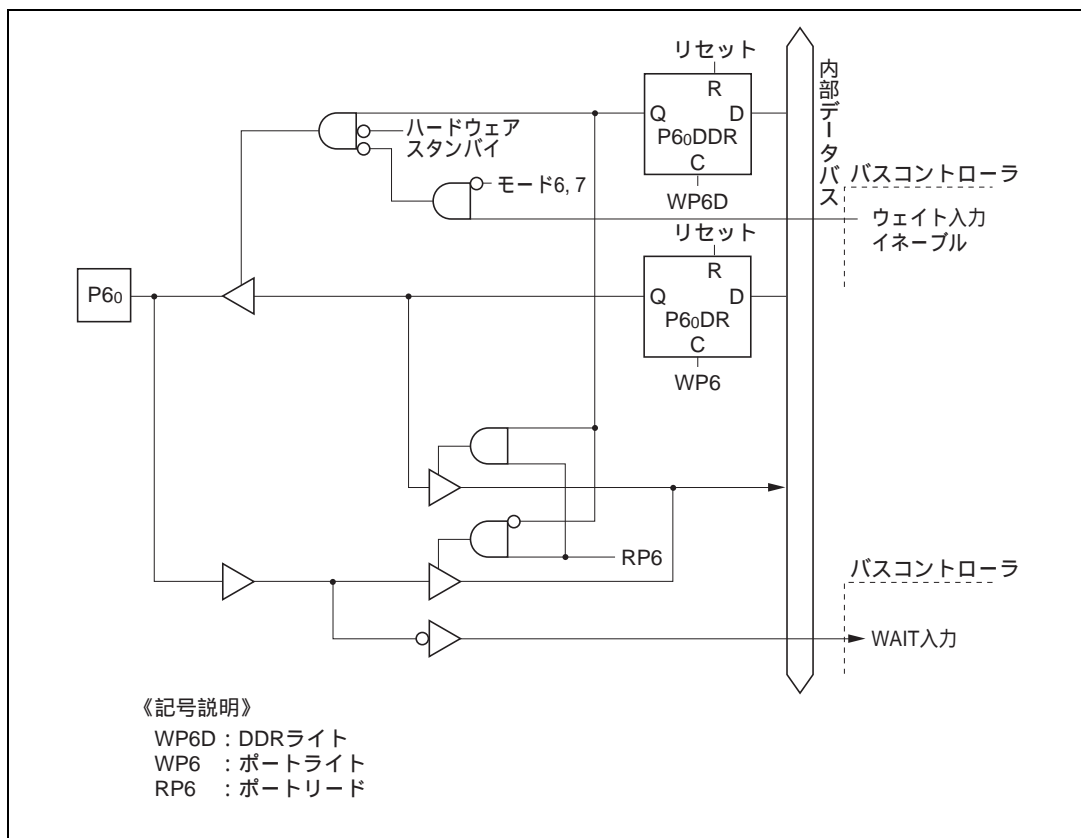 リセット
R
Q D
P6₀DDR
C
WP6D
内部データバス
ハードウェア
スタンバイ
モード6, 7
バスコントローラ
ウェイト入力
イネーブル
リセット
R
Q D
P6₀DR
C
WP6
P6₀
RP6
バスコントローラ
WAIT入力
《記号説明》
WP6D : DDRライト
WP6 : ポートライト
RP6 : ポートリード